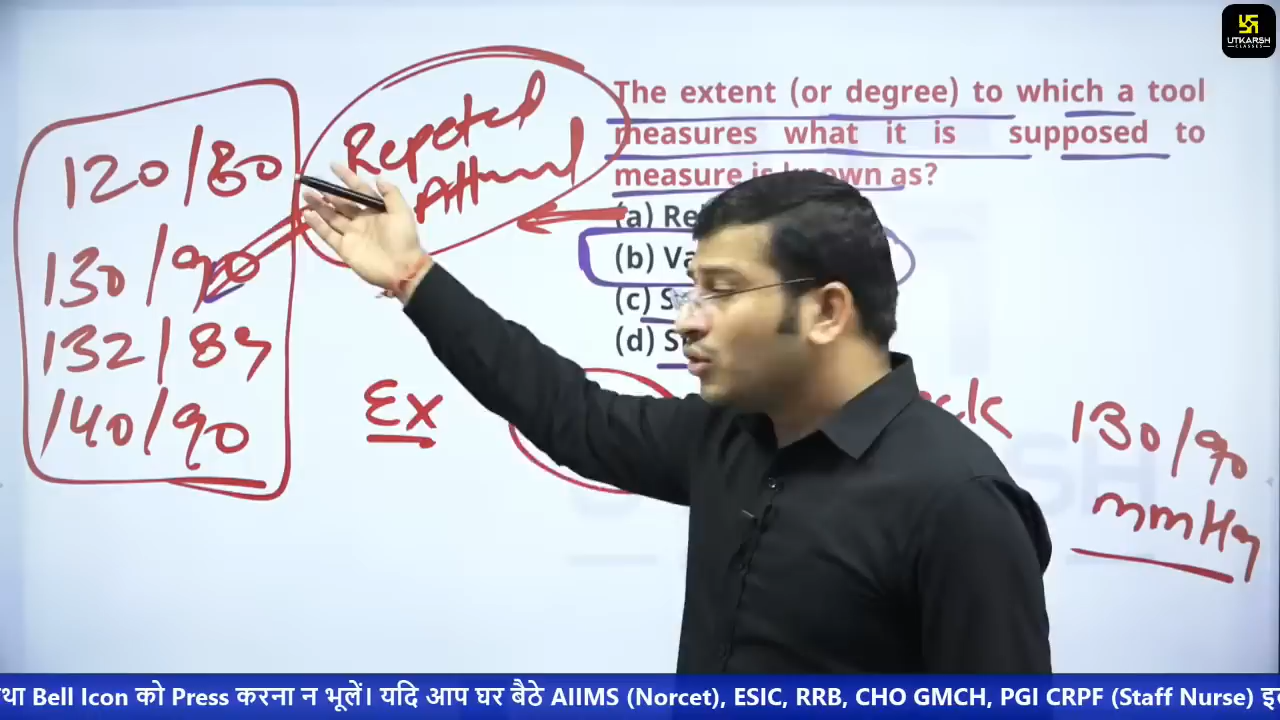 UTKARSH
CLASSES
The extent (or degree) to which a tool
measures what it is supposed to
measure is known as?
(a) Re
(b) Va
(c) S
(d) S
120/80
130/90
132/89
140/90
Repeted
Ex
130/90
mmHg
था Bell Icon को Press करना न भूलें। यदि आप घर बैठे AIIMS (Norcet), ESIC, RRB, CHO GMCH, PGI CRPF (Staff Nurse) इ